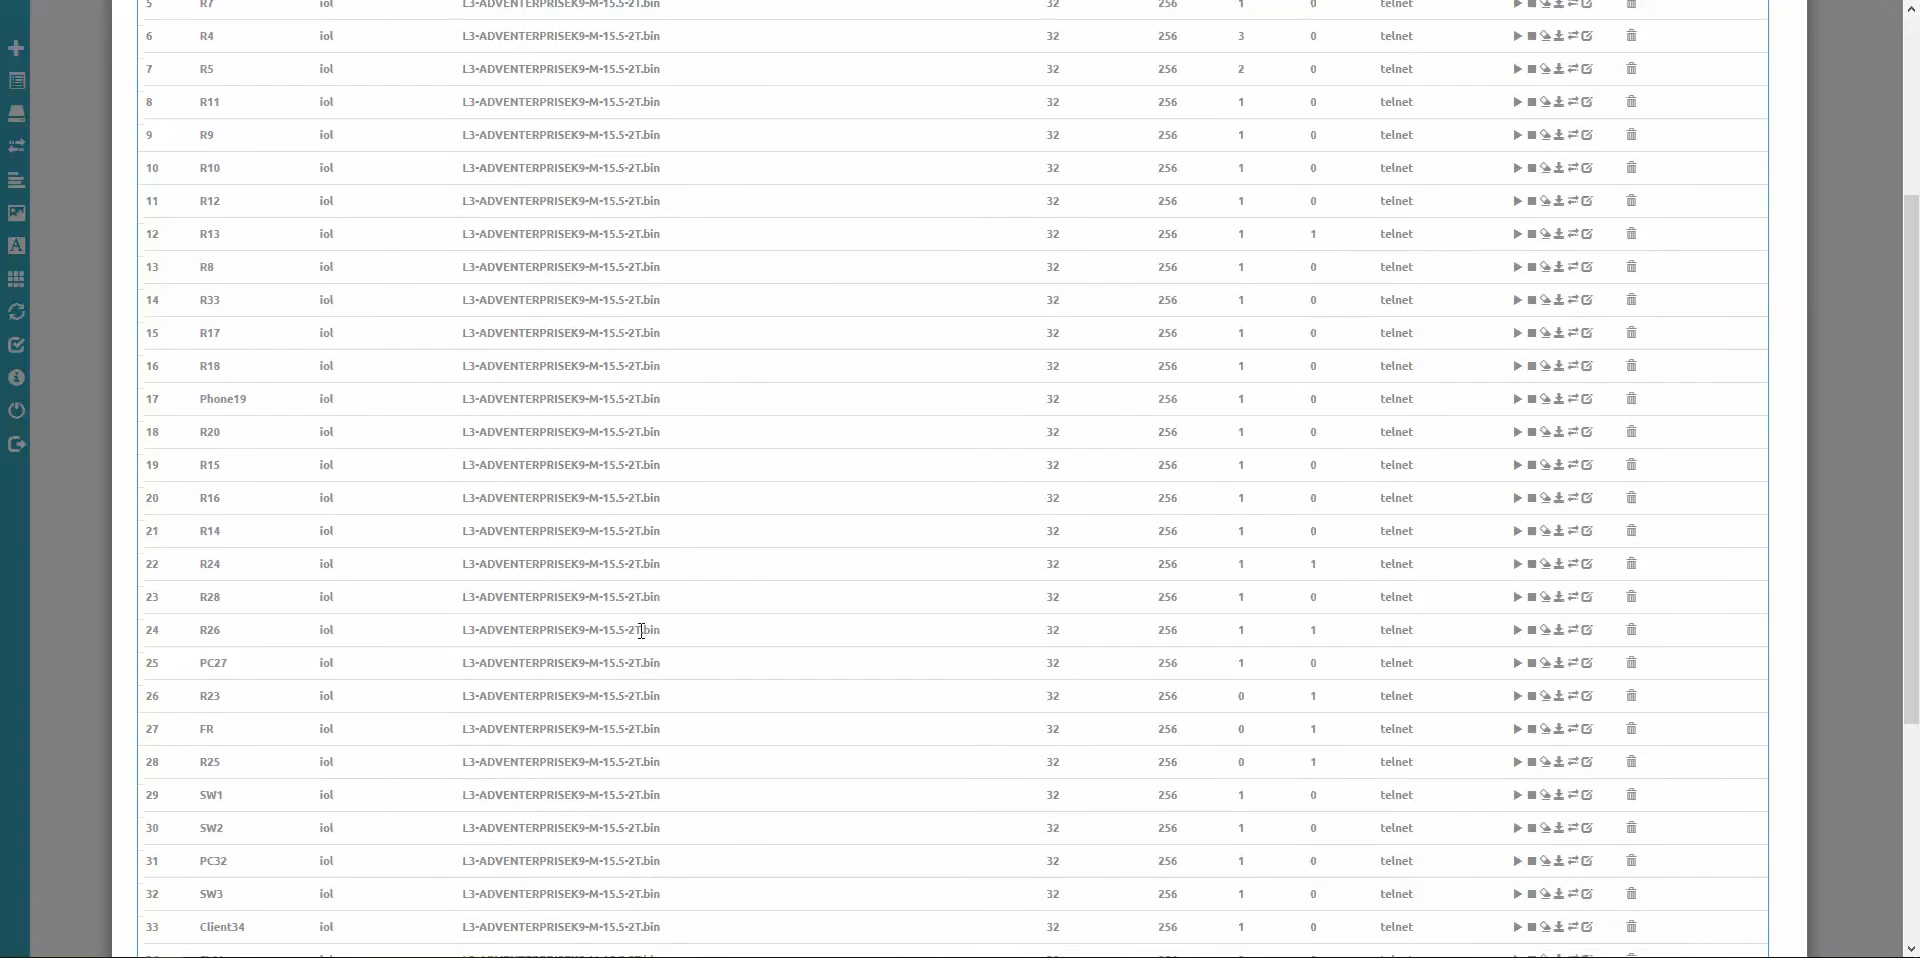 5 R7 iol L3-ADVENTERPRISEK9-M-15.5-2T.bin 32 256 1 0 telnet
6 R4 iol L3-ADVENTERPRISEK9-M-15.5-2T.bin 32 256 3 0 telnet
7 R5 iol L3-ADVENTERPRISEK9-M-15.5-2T.bin 32 256 2 0 telnet
8 R11 iol L3-ADVENTERPRISEK9-M-15.5-2T.bin 32 256 1 0 telnet
9 R9 iol L3-ADVENTERPRISEK9-M-15.5-2T.bin 32 256 1 0 telnet
10 R10 iol L3-ADVENTERPRISEK9-M-15.5-2T.bin 32 256 1 0 telnet
11 R12 iol L3-ADVENTERPRISEK9-M-15.5-2T.bin 32 256 1 0 telnet
12 R13 iol L3-ADVENTERPRISEK9-M-15.5-2T.bin 32 256 1 1 telnet
13 R8 iol L3-ADVENTERPRISEK9-M-15.5-2T.bin 32 256 1 0 telnet
14 R33 iol L3-ADVENTERPRISEK9-M-15.5-2T.bin 32 256 1 0 telnet
15 R17 iol L3-ADVENTERPRISEK9-M-15.5-2T.bin 32 256 1 0 telnet
16 R18 iol L3-ADVENTERPRISEK9-M-15.5-2T.bin 32 256 1 0 telnet
17 Phone19 iol L3-ADVENTERPRISEK9-M-15.5-2T.bin 32 256 1 0 telnet
18 R20 iol L3-ADVENTERPRISEK9-M-15.5-2T.bin 32 256 1 0 telnet
19 R15 iol L3-ADVENTERPRISEK9-M-15.5-2T.bin 32 256 1 0 telnet
20 R16 iol L3-ADVENTERPRISEK9-M-15.5-2T.bin 32 256 1 0 telnet
21 R14 iol L3-ADVENTERPRISEK9-M-15.5-2T.bin 32 256 1 0 telnet
22 R24 iol L3-ADVENTERPRISEK9-M-15.5-2T.bin 32 256 1 1 telnet
23 R28 iol L3-ADVENTERPRISEK9-M-15.5-2T.bin 32 256 1 0 telnet
24 R26 iol L3-ADVENTERPRISEK9-M-15.5-2T.bin 32 256 1 1 telnet
25 PC27 iol L3-ADVENTERPRISEK9-M-15.5-2T.bin 32 256 1 0 telnet
26 R23 iol L3-ADVENTERPRISEK9-M-15.5-2T.bin 32 256 0 1 telnet
27 FR iol L3-ADVENTERPRISEK9-M-15.5-2T.bin 32 256 0 1 telnet
28 R25 iol L3-ADVENTERPRISEK9-M-15.5-2T.bin 32 256 0 1 telnet
29 SW1 iol L3-ADVENTERPRISEK9-M-15.5-2T.bin 32 256 1 0 telnet
30 SW2 iol L3-ADVENTERPRISEK9-M-15.5-2T.bin 32 256 1 0 telnet
31 PC32 iol L3-ADVENTERPRISEK9-M-15.5-2T.bin 32 256 1 0 telnet
32 SW3 iol L3-ADVENTERPRISEK9-M-15.5-2T.bin 32 256 1 0 telnet
33 Client34 iol L3-ADVENTERPRISEK9-M-15.5-2T.bin 32 256 1 0 telnet